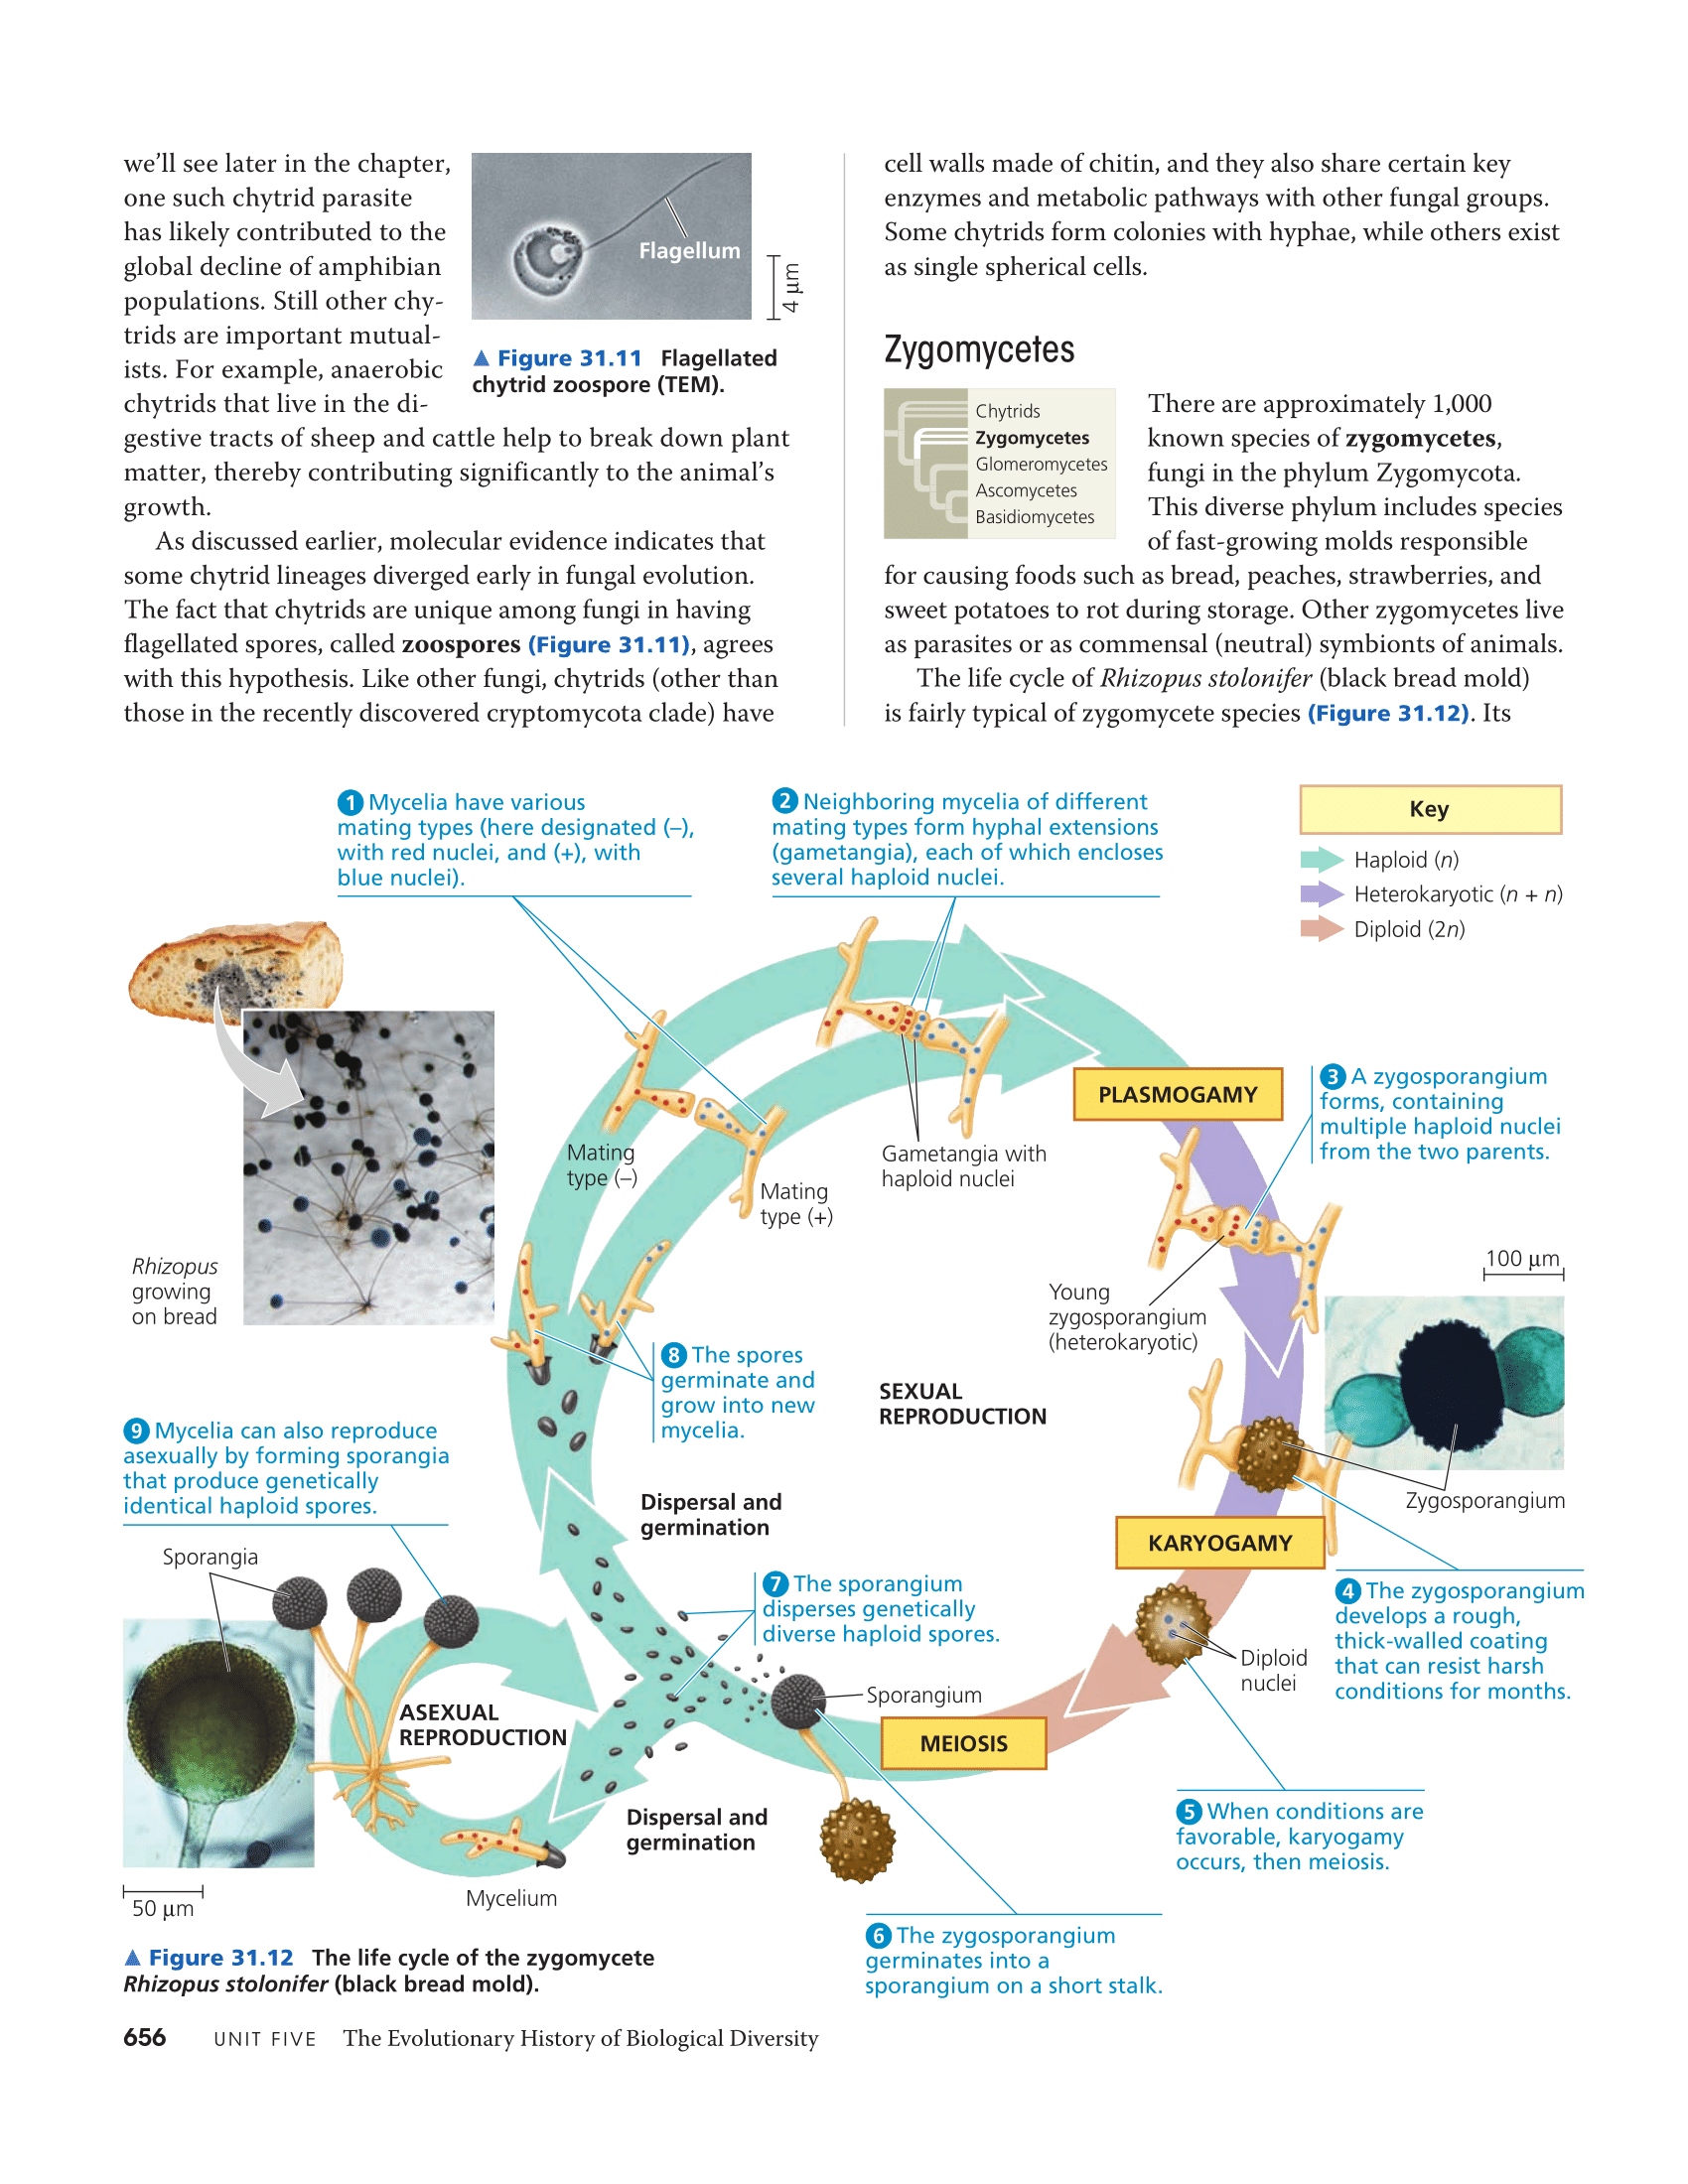 we'll see later in the chapter,
one such chytrid parasite
has likely contributed to the
global decline of amphibian
populations. Still other chy-
trids are important mutual-
ists. For example, anaerobic
chytrids that live in the di-
gestive tracts of sheep and cattle help to break down plant
matter, thereby contributing significantly to the animal's
growth.
As discussed earlier, molecular evidence indicates that
some chytrid lineages diverged early in fungal evolution.
The fact that chytrids are unique among fungi in having
flagellated spores, called zoospores (Figure 31.11), agrees
with this hypothesis. Like other fungi, chytrids (other than
those in the recently discovered cryptomycota clade) have
Flagellum
4 μm
▲ Figure 31.11 Flagellated
chytrid zoospore (TEM).
cell walls made of chitin, and they also share certain key
enzymes and metabolic pathways with other fungal groups.
Some chytrids form colonies with hyphae, while others exist
as single spherical cells.
Zygomycetes
Chytrids
Zygomycetes
Glomeromycetes
Ascomycetes
Basidiomycetes
There are approximately 1,000
known species of zygomycetes,
fungi in the phylum Zygomycota.
This diverse phylum includes species
of fast-growing molds responsible
for causing foods such as bread, peaches, strawberries, and
sweet potatoes to rot during storage. Other zygomycetes live
as parasites or as commensal (neutral) symbionts of animals.
The life cycle of Rhizopus stolonifer (black bread mold)
is fairly typical of zygomycete species (Figure 31.12). Its
1 Mycelia have various
mating types (here designated (–),
with red nuclei, and (+), with
blue nuclei).
2 Neighboring mycelia of different
mating types form hyphal extensions
(gametangia), each of which encloses
several haploid nuclei.
Key
Haploid (n)
Heterokaryotic (n + n)
Diploid (2n)
PLASMOGAMY
3 A zygosporangium
forms, containing
multiple haploid nuclei
from the two parents.
Mating
type (–)
Mating
type (+)
Gametangia with
haploid nuclei
Rhizopus
growing
on bread
Young
zygosporangium
(heterokaryotic)
100 μm
8 The spores
germinate and
grow into new
mycelia.
SEXUAL
REPRODUCTION
9 Mycelia can also reproduce
asexually by forming sporangia
that produce genetically
identical haploid spores.
Dispersal and
germination
Zygosporangium
KARYOGAMY
Sporangia
7 The sporangium
disperses genetically
diverse haploid spores.
4 The zygosporangium
develops a rough,
thick-walled coating
that can resist harsh
conditions for months.
Diploid
nuclei
Sporangium
ASEXUAL
REPRODUCTION
MEIOSIS
Dispersal and
germination
5 When conditions are
favorable, karyogamy
occurs, then meiosis.
Mycelium
50 μm
6 The zygosporangium
germinates into a
sporangium on a short stalk.
▲ Figure 31.12 The life cycle of the zygomycete
Rhizopus stolonifer (black bread mold).
656 UNIT FIVE The Evolutionary History of Biological Diversity